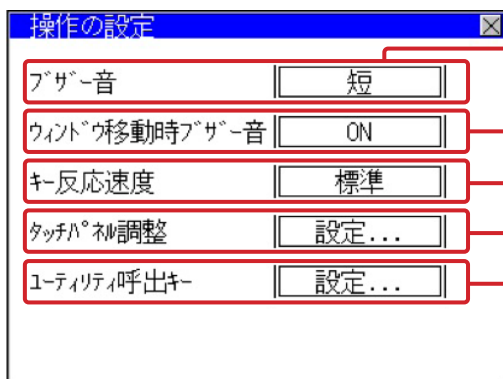 操作の設定
ﾌﾞｻﾞｰ音 短
ｳｨﾝﾄﾞｳ移動時ﾌﾞｻﾞｰ音 ON
ｷｰ反応速度 標準
ﾀｯﾁﾊﾟﾈﾙ調整 設定...
ﾕｰﾃｨﾘﾃｨ呼出ｷｰ 設定...